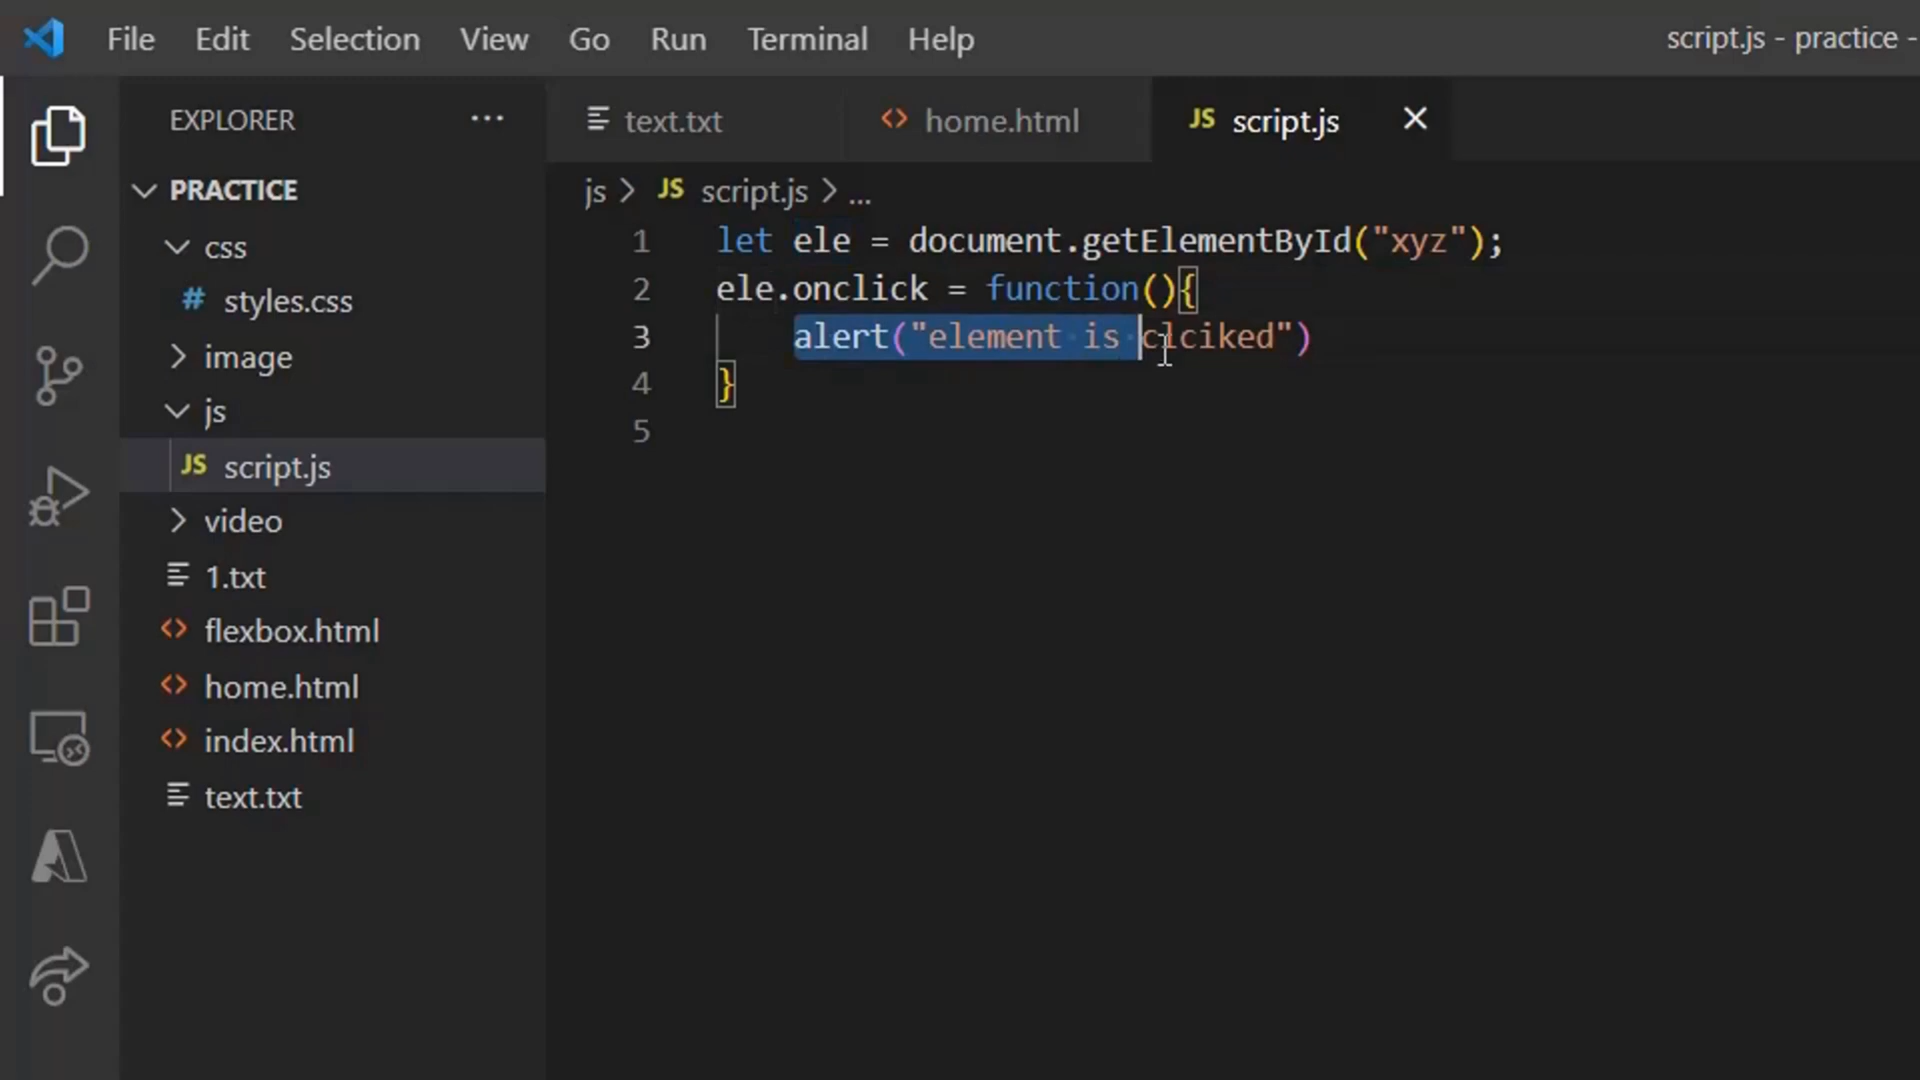 File Edit Selection View Go Run Terminal Help script.js - practice -
EXPLORER ...
text.txt <> home.html JS script.js
PRACTICE
js > JS script.js > ...
css
# styles.css
image
js
JS script.js
video
1.txt
<> flexbox.html
<> home.html
<> index.html
text.txt
1 let ele = document.getElementById("xyz");
2 ele.onclick = function(){
3 alert("element is clciked")
4 }
5